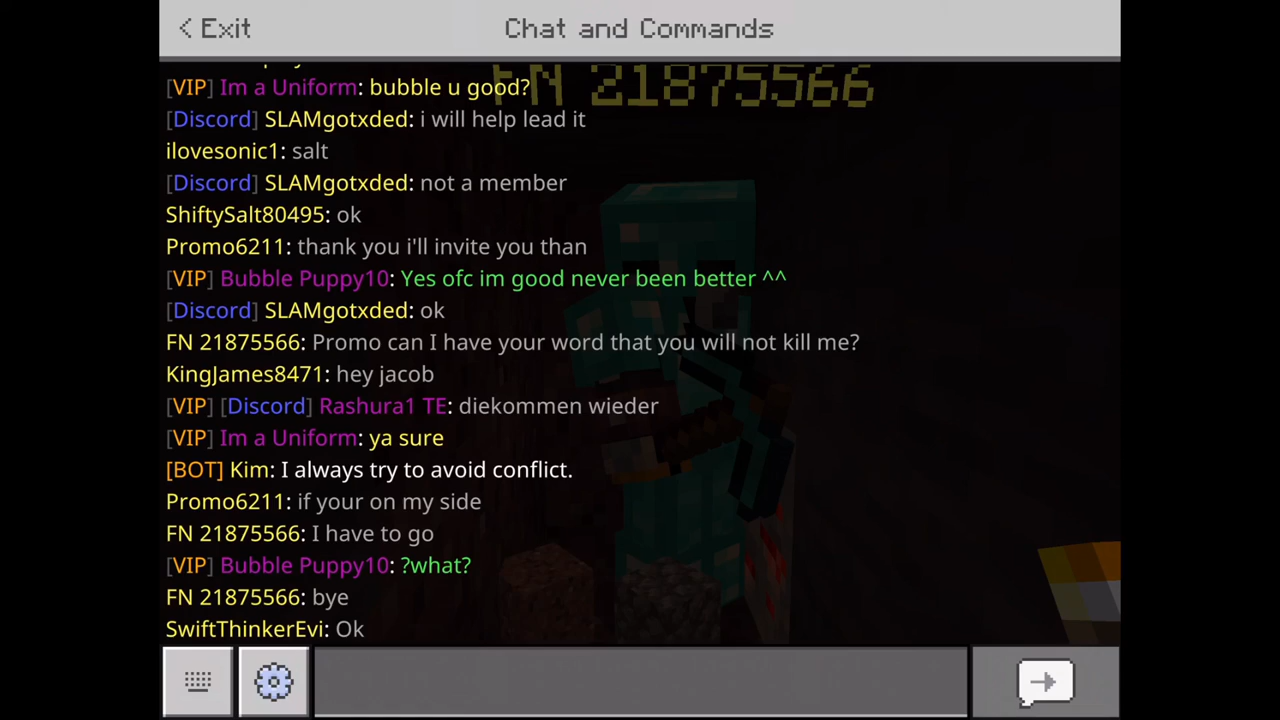 < Exit
Chat and Commands
FN 21875566
[VIP] Im a Uniform: bubble u good?
[Discord] SLAMgotxded: i will help lead it
ilovesonic1: salt
[Discord] SLAMgotxded: not a member
ShiftySalt80495: ok
Promo6211: thank you i'll invite you than
[VIP] Bubble Puppy10: Yes ofc im good never been better ^^
[Discord] SLAMgotxded: ok
FN 21875566: Promo can I have your word that you will not kill me?
KingJames8471: hey jacob
[VIP] [Discord] Rashura1 TE: diekommen wieder
[VIP] Im a Uniform: ya sure
[BOT] Kim: I always try to avoid conflict.
Promo6211: if your on my side
FN 21875566: I have to go
[VIP] Bubble Puppy10: ?what?
FN 21875566: bye
SwiftThinkerEvi: Ok